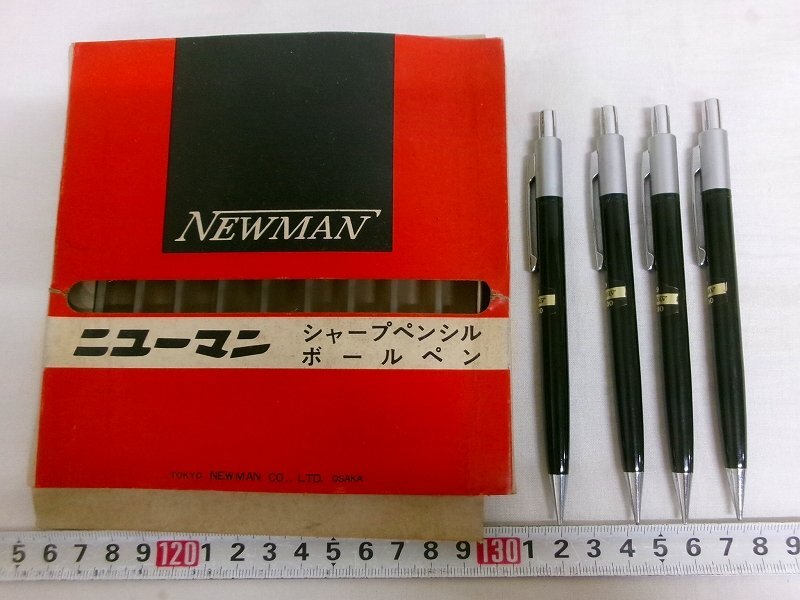 NEWMAN
ニューマン
シャープペンシル
ボールペン
TOKYO NEWMAN CO., LTD. OSAKA
5 6 7 8 9 120 1 2 3 4 5 6 7 8 9 130 1 2 3 4 5 6 7 8 9